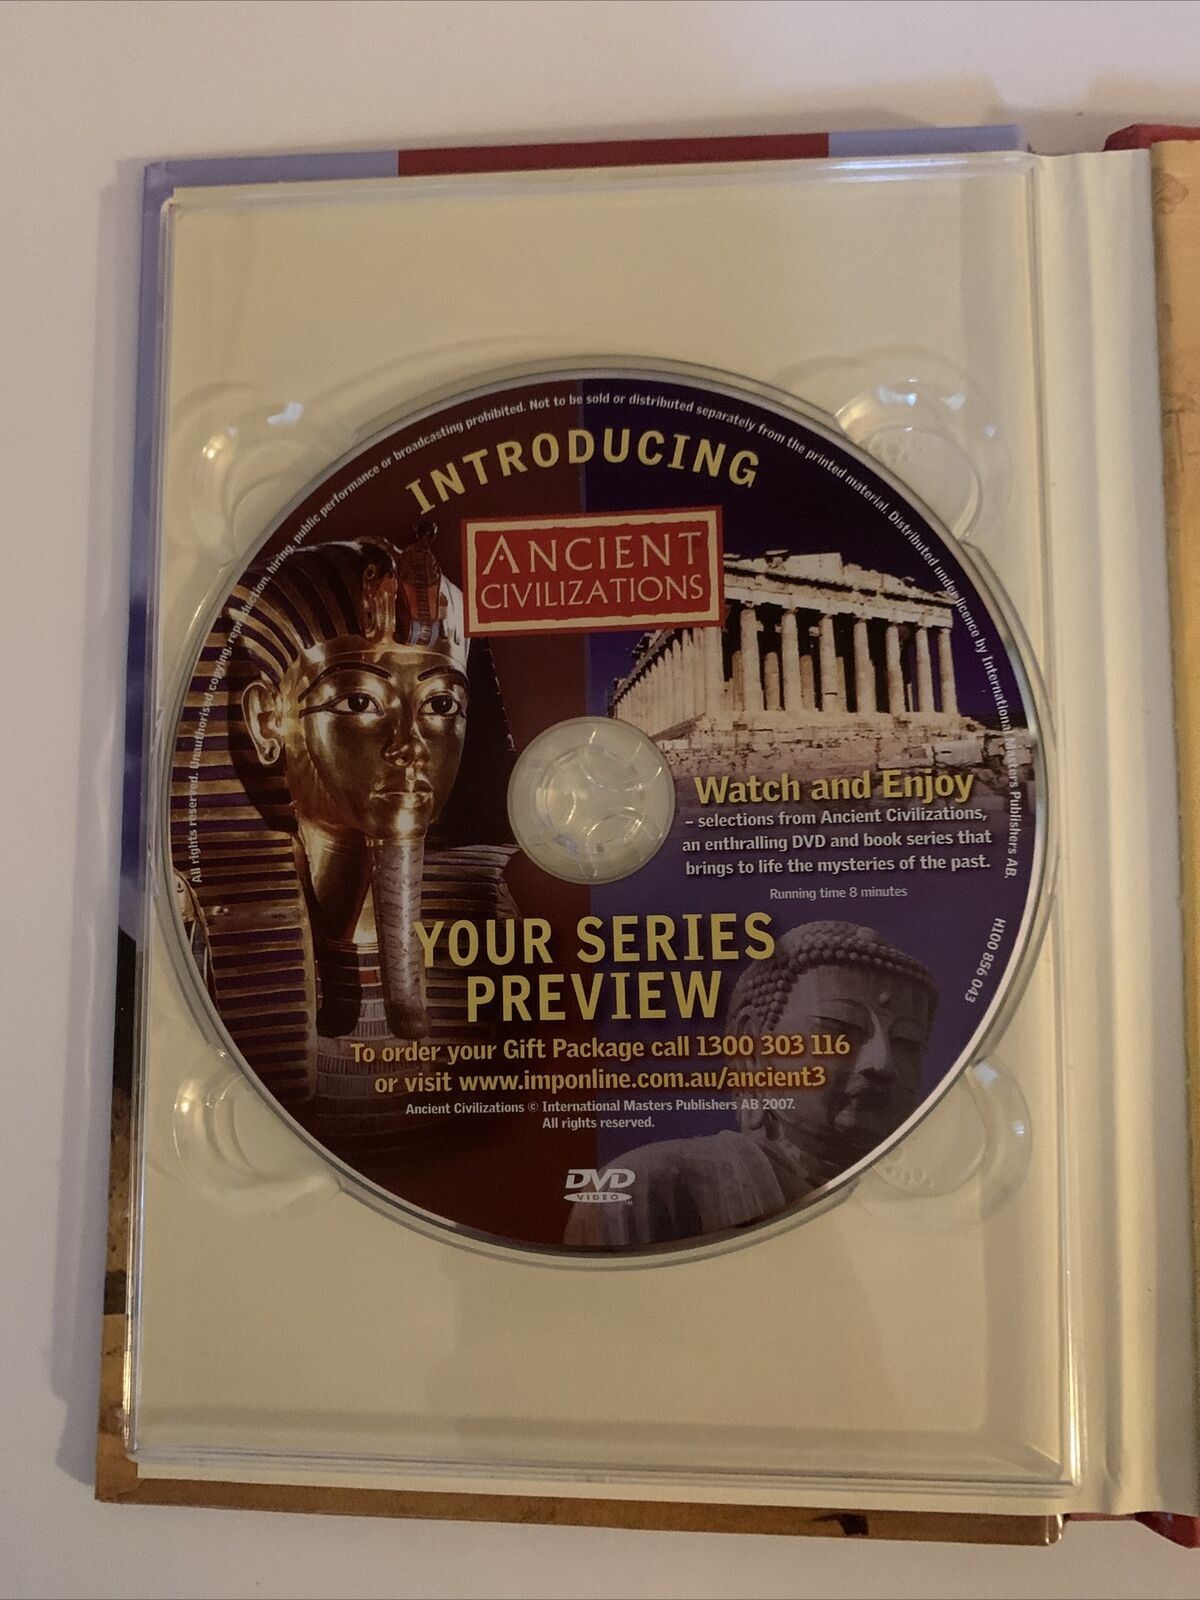 All rights reserved. Unauthorised copying, reproduction, hiring, public performance or broadcasting prohibited. Not to be sold or distributed separately from the printed material. Distributed under licence by International Masters Publishers AB.
INTRODUCING
ANCIENT
CIVILIZATIONS
Watch and Enjoy
– selections from Ancient Civilizations,
an enthralling DVD and book series that
brings to life the mysteries of the past.
Running time 8 minutes
H100 856 043
YOUR SERIES
PREVIEW
To order your Gift Package call 1300 303 116
or visit www.imponline.com.au/ancient3
Ancient Civilizations © International Masters Publishers AB 2007.
All rights reserved.
DVD
VIDEO